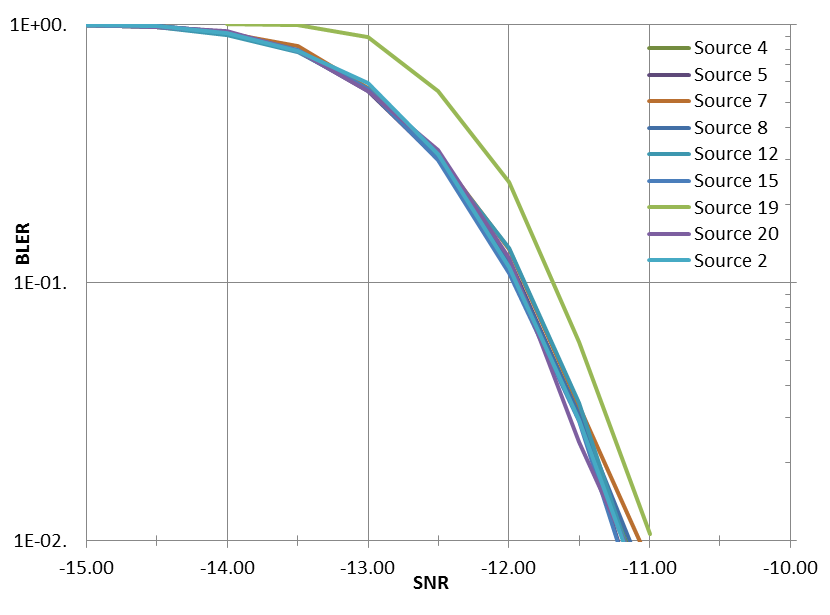 1E+00.
Source 4
Source 5
Source 7
Source 8
Source 12
Source 15
Source 19
Source 20
Source 2
BLER
1E-01.
1E-02.
-15.00 -14.00 -13.00 -12.00 -11.00 -10.00
SNR